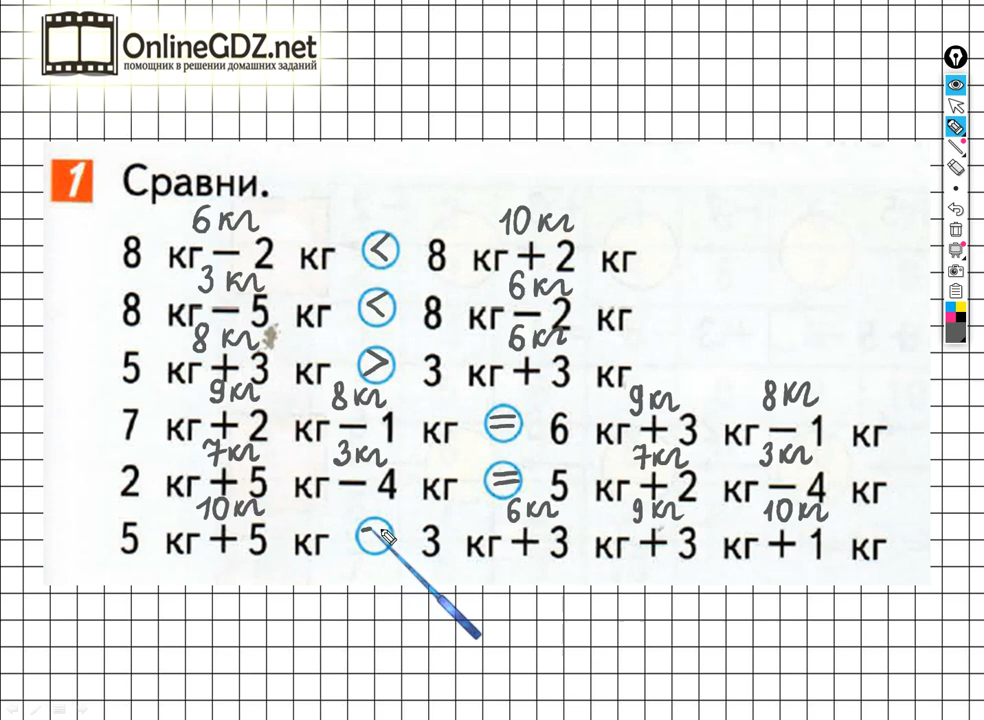 OnlineGDZ.net
помощник в решении домашних заданий
1 Сравни.
6 кг 10 кг
8 кг − 2 кг < 8 кг + 2 кг
3 кг 6 кг
8 кг − 5 кг < 8 кг − 2 кг
8 кг 6 кг
5 кг + 3 кг > 3 кг + 3 кг
9 кг 8 кг 9 кг 8 кг
7 кг + 2 кг − 1 кг = 6 кг + 3 кг − 1 кг
7 кг 3 кг 7 кг 3 кг
2 кг + 5 кг − 4 кг = 5 кг + 2 кг − 4 кг
10 кг 6 кг 9 кг 10 кг
5 кг + 5 кг - 3 кг + 3 кг + 3 кг + 1 кг